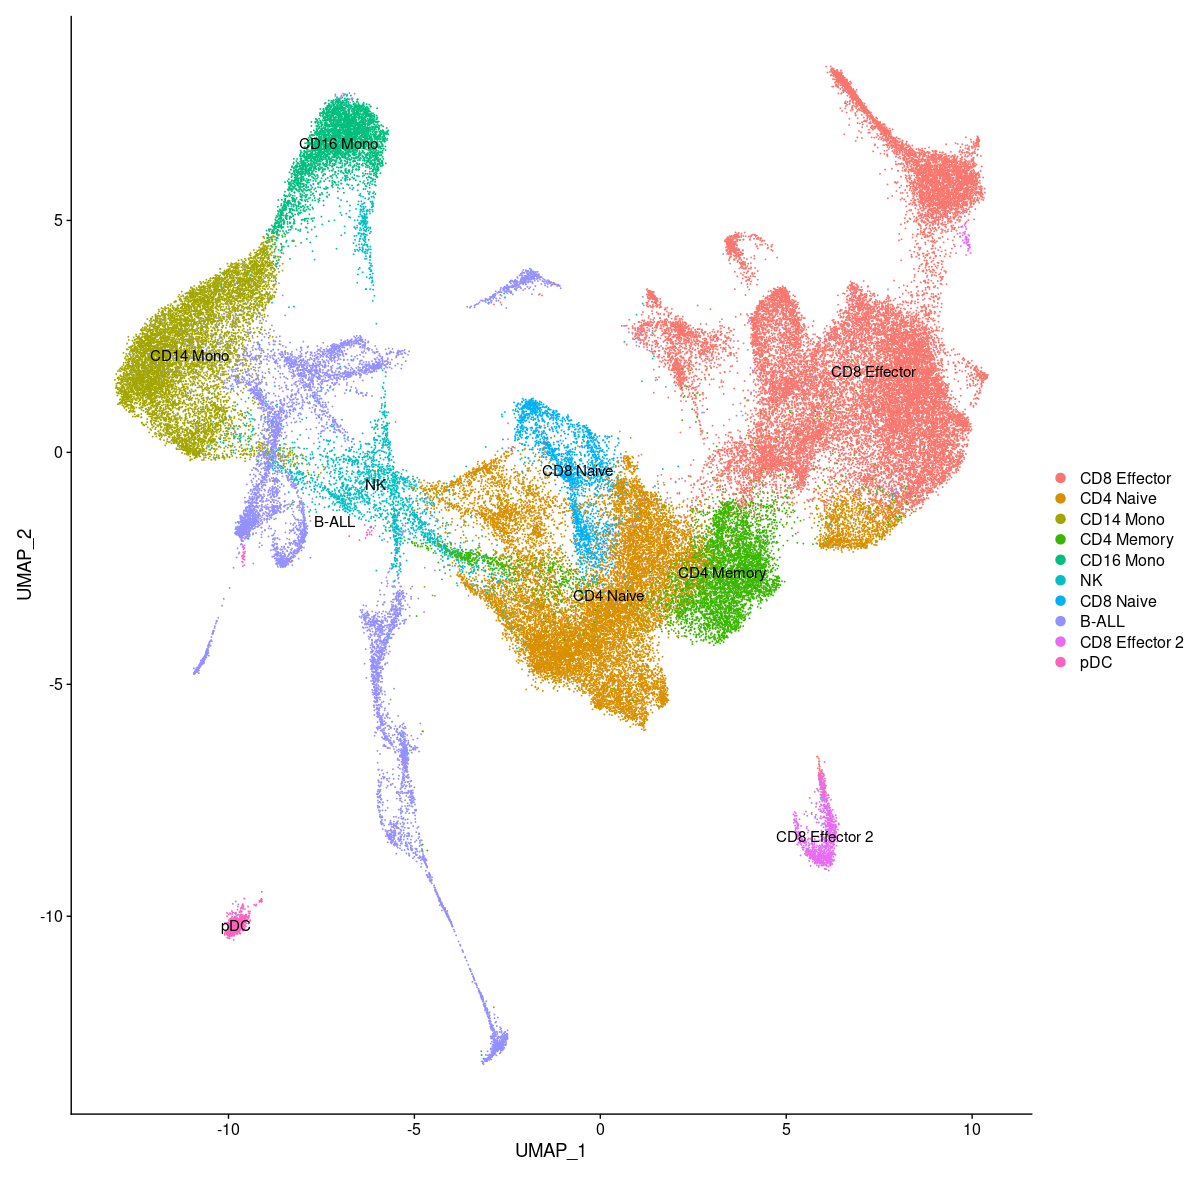 CD16 Mono
CD14 Mono
CD8 Effector
CD8 Naive
NK
B-ALL
CD4 Memory
CD4 Naive
CD8 Effector 2
pDC
5
0
-5
-10
UMAP_2
-10
-5
0
5
10
UMAP_1
CD8 Effector
CD4 Naive
CD14 Mono
CD4 Memory
CD16 Mono
NK
CD8 Naive
B-ALL
CD8 Effector 2
pDC